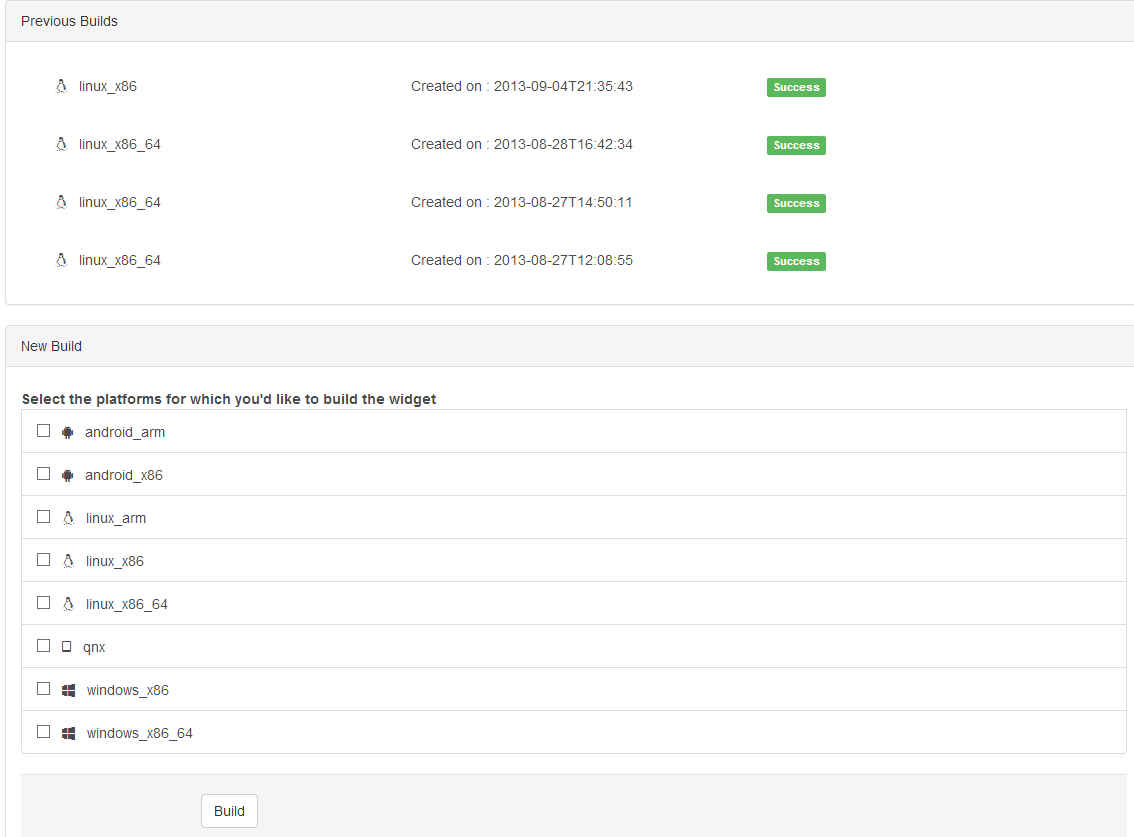 Previous Builds
linux_x86 Created on : 2013-09-04T21:35:43 Success
linux_x86_64 Created on : 2013-08-28T16:42:34 Success
linux_x86_64 Created on : 2013-08-27T14:50:11 Success
linux_x86_64 Created on : 2013-08-27T12:08:55 Success
New Build
Select the platforms for which you'd like to build the widget
android_arm
android_x86
linux_arm
linux_x86
linux_x86_64
qnx
windows_x86
windows_x86_64
Build